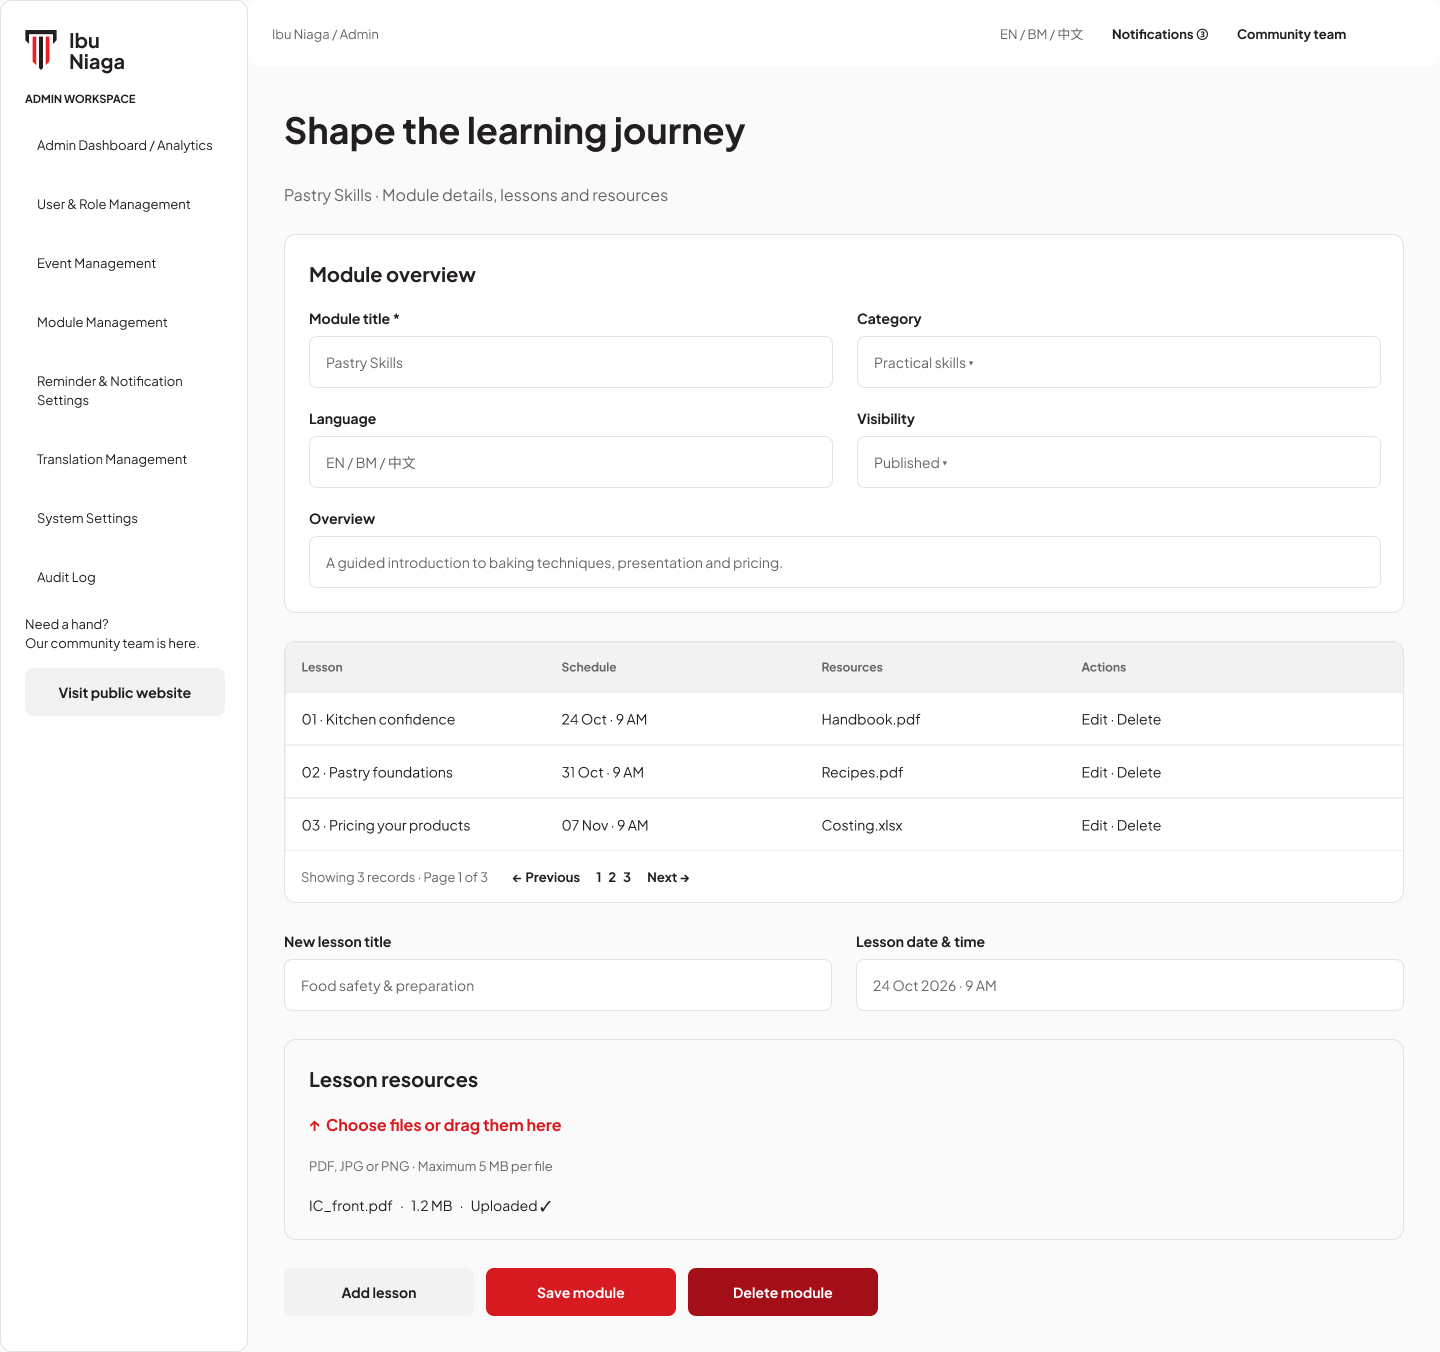 Ibu
Niaga
ADMIN WORKSPACE
Admin Dashboard / Analytics
User & Role Management
Event Management
Module Management
Reminder & Notification
Settings
Translation Management
System Settings
Audit Log
Need a hand?
Our community team is here.
Visit public website
Ibu Niaga / Admin
EN / BM / 中文
Notifications ③
Community team
Shape the learning journey
Pastry Skills · Module details, lessons and resources
Module overview
Module title *
Category
Pastry Skills
Practical skills ▾
Language
Visibility
EN / BM / 中文
Published ▾
Overview
A guided introduction to baking techniques, presentation and pricing.
Lesson Schedule Resources Actions
01 · Kitchen confidence 24 Oct · 9 AM Handbook.pdf Edit · Delete
02 · Pastry foundations 31 Oct · 9 AM Recipes.pdf Edit · Delete
03 · Pricing your products 07 Nov · 9 AM Costing.xlsx Edit · Delete
Showing 3 records · Page 1 of 3 ← Previous 1 2 3 Next →
New lesson title
Lesson date & time
Food safety & preparation
24 Oct 2026 · 9 AM
Lesson resources
↑ Choose files or drag them here
PDF, JPG or PNG · Maximum 5 MB per file
IC_front.pdf · 1.2 MB · Uploaded ✓
Add lesson
Save module
Delete module